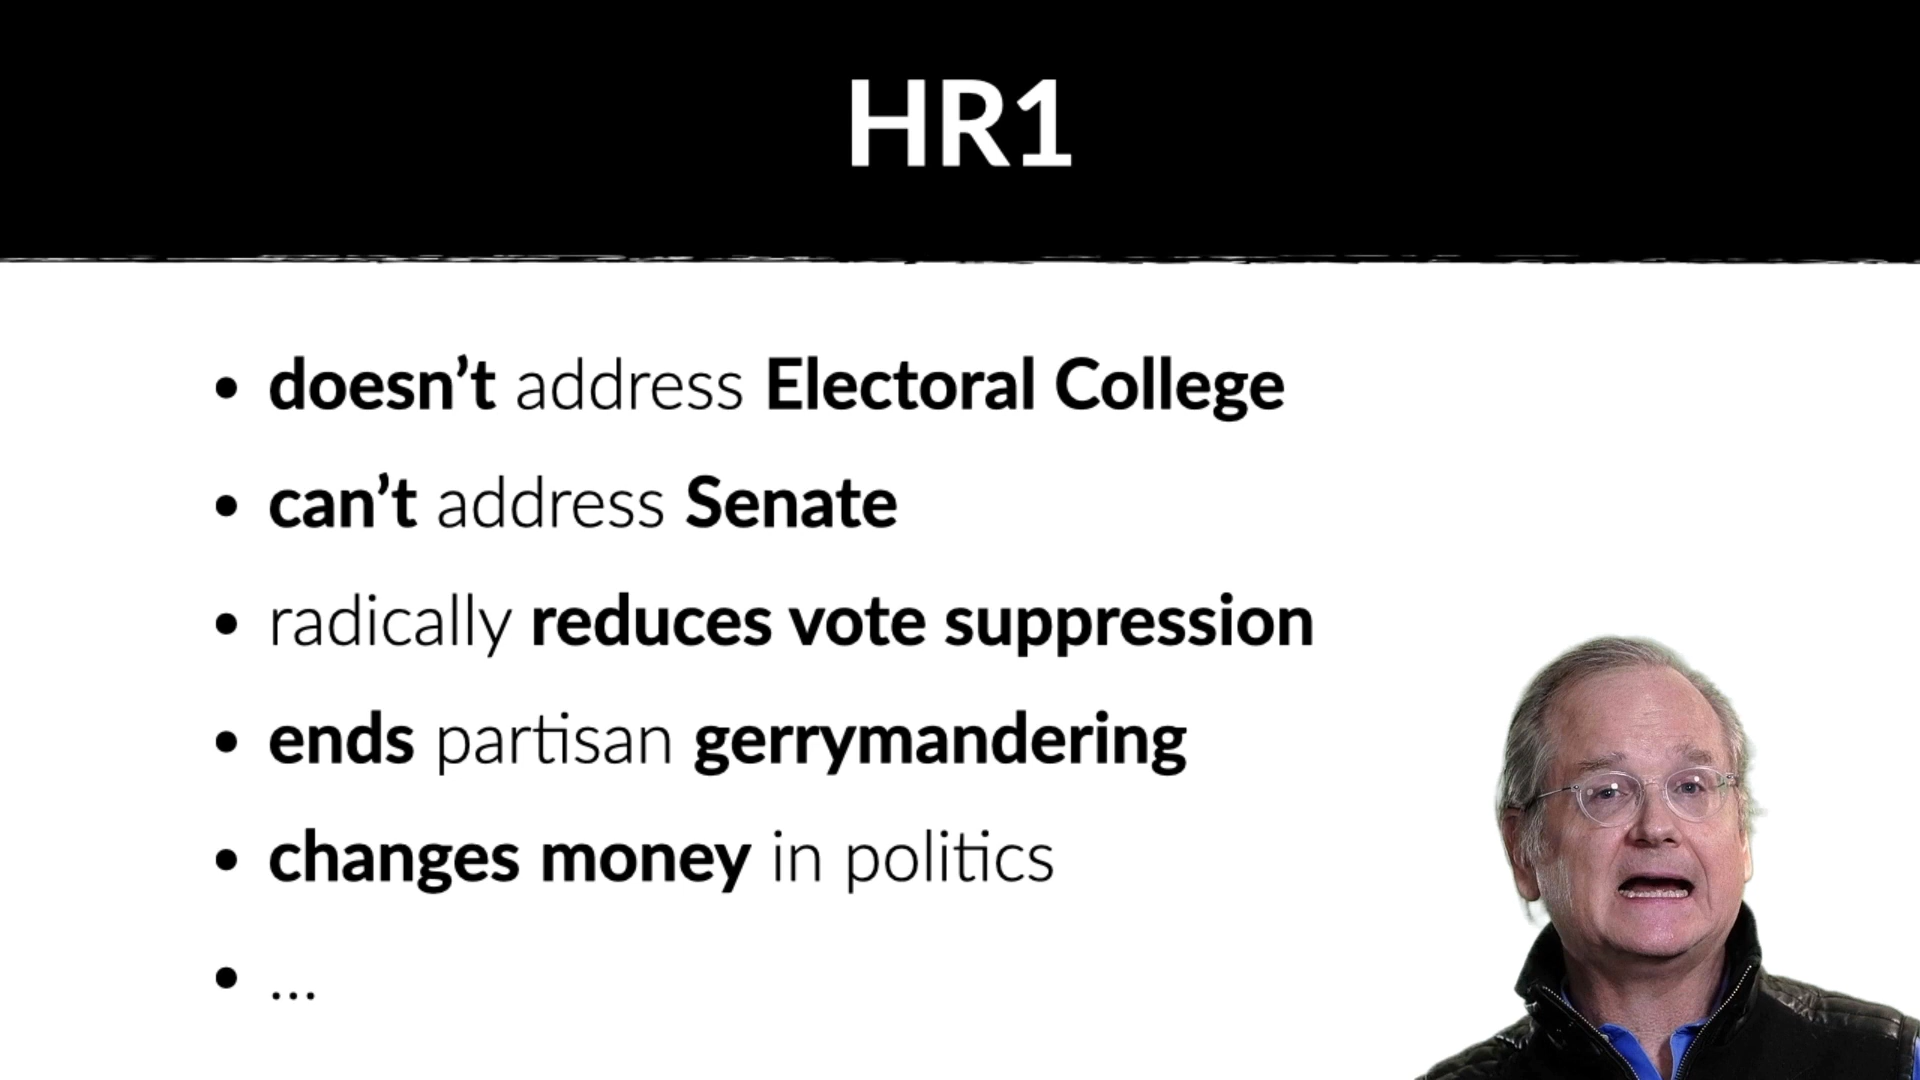 HR1
• doesn’t address Electoral College
• can’t address Senate
• radically reduces vote suppression
• ends partisan gerrymandering
• changes money in politics
• ...